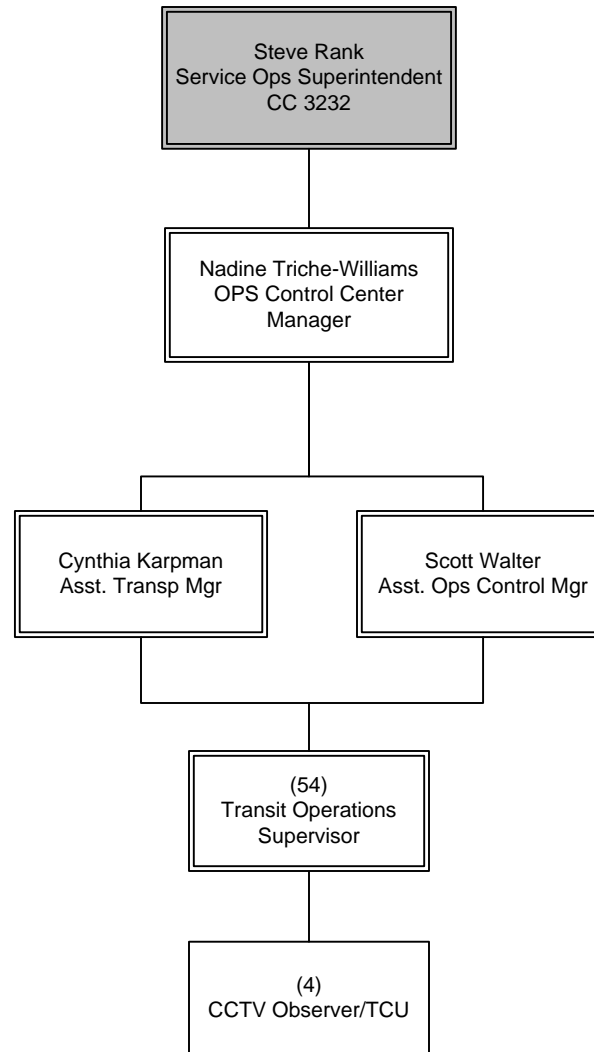 Steve Rank
Service Ops Superintendent
CC 3232
Nadine Triche-Williams
OPS Control Center
Manager
Cynthia Karpman
Asst. Transp Mgr
Scott Walter
Asst. Ops Control Mgr
(54)
Transit Operations
Supervisor
(4)
CCTV Observer/TCU